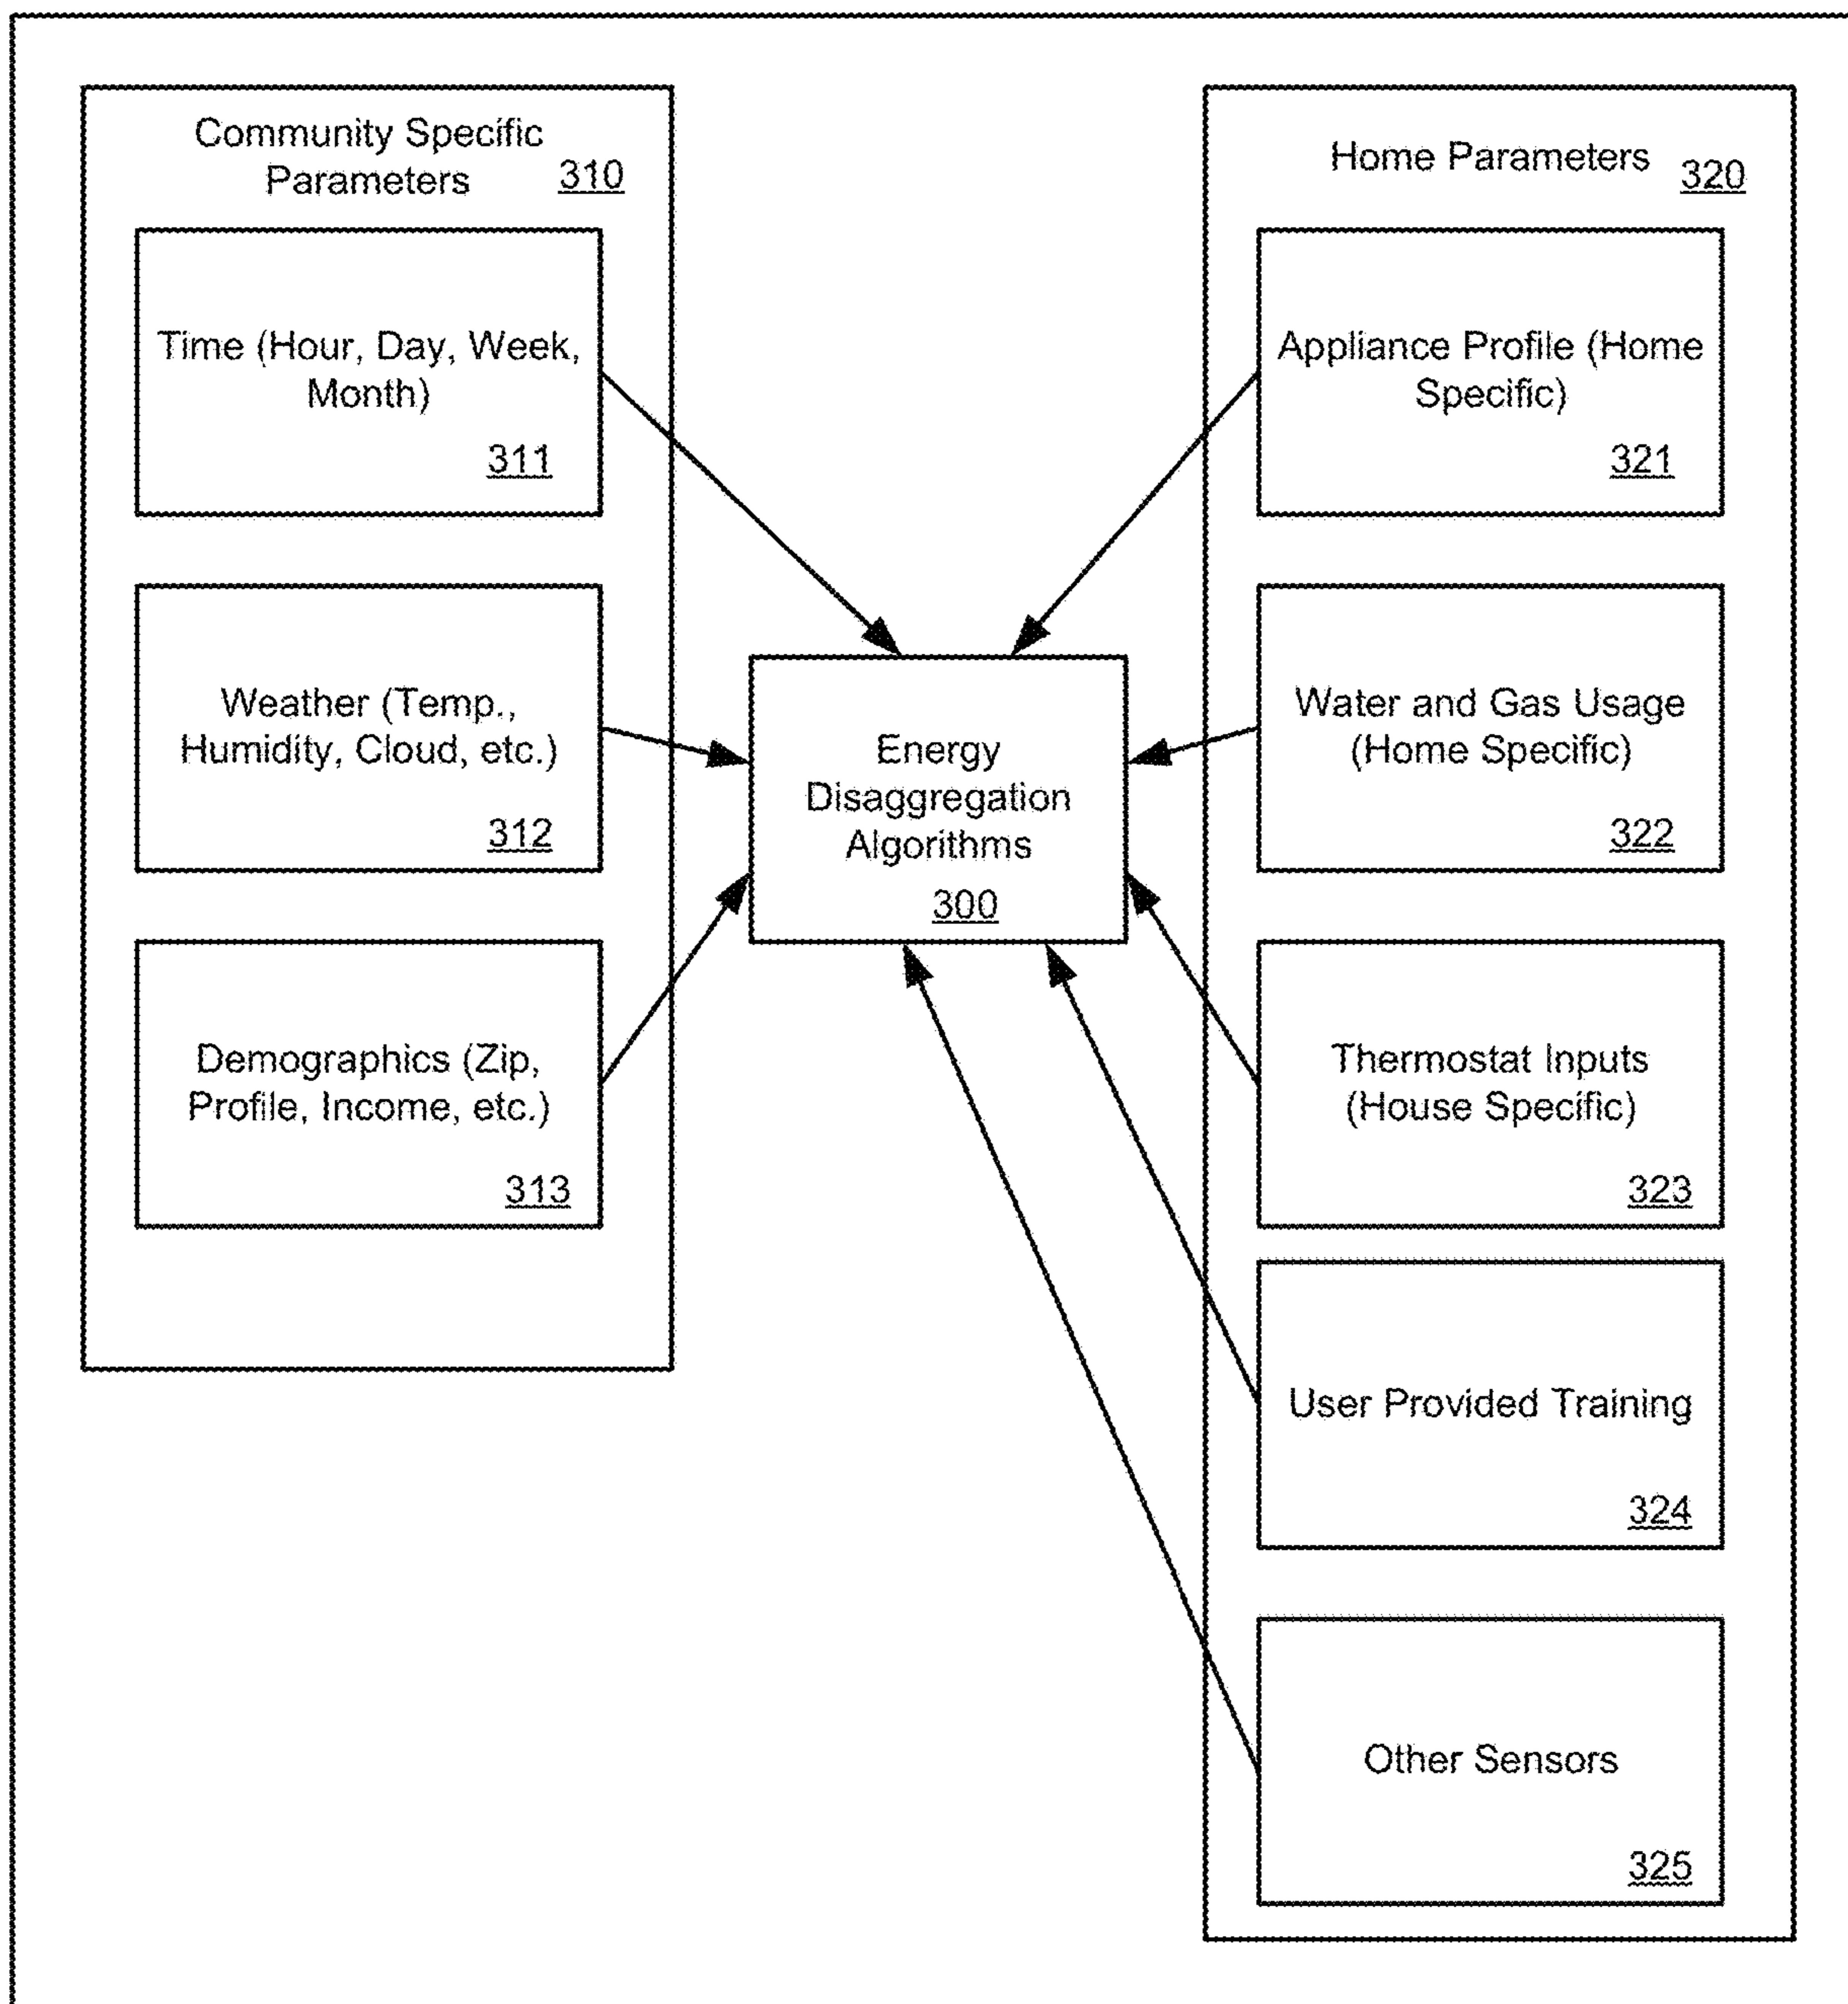 Community Specific
Parameters 310
Time (Hour, Day, Week,
Month)
311
Weather (Temp.,
Humidity, Cloud, etc.)
312
Demographics (Zip,
Profile, Income, etc.)
313
Energy
Disaggregation
Algorithms
300
Home Parameters 320
Appliance Profile (Home
Specific)
321
Water and Gas Usage
(Home Specific)
322
Thermostat Inputs
(House Specific)
323
User Provided Training
324
Other Sensors
325